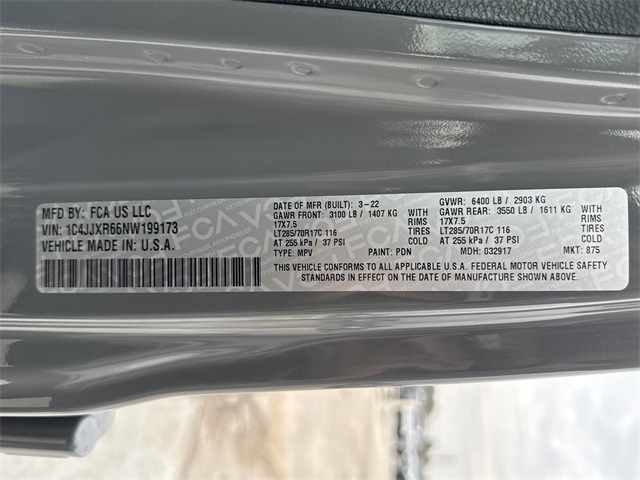 MFD BY: FCA US LLC
VIN: 1C4JJXR66NW199173
VEHICLE MADE IN U.S.A.
DATE OF MFR (BUILT): 3-22 GVWR: 6400 LB / 2903 KG
GAWR FRONT: 3100 LB / 1407 KG GAWR REAR: 3550 LB / 1611 KG
17X7.5 RIMS 17X7.5 RIMS
LT285/70R17C 116 TIRES LT285/70R17C 116 TIRES
AT 255 kPa / 37 PSI COLD AT 255 kPa / 37 PSI COLD
TYPE: MPV PAINT: PDN MDH: 032917 MKT: 875
THIS VEHICLE CONFORMS TO ALL APPLICABLE U.S.A. FEDERAL MOTOR VEHICLE SAFETY
STANDARDS IN EFFECT ON THE DATE OF MANUFACTURE SHOWN ABOVE.